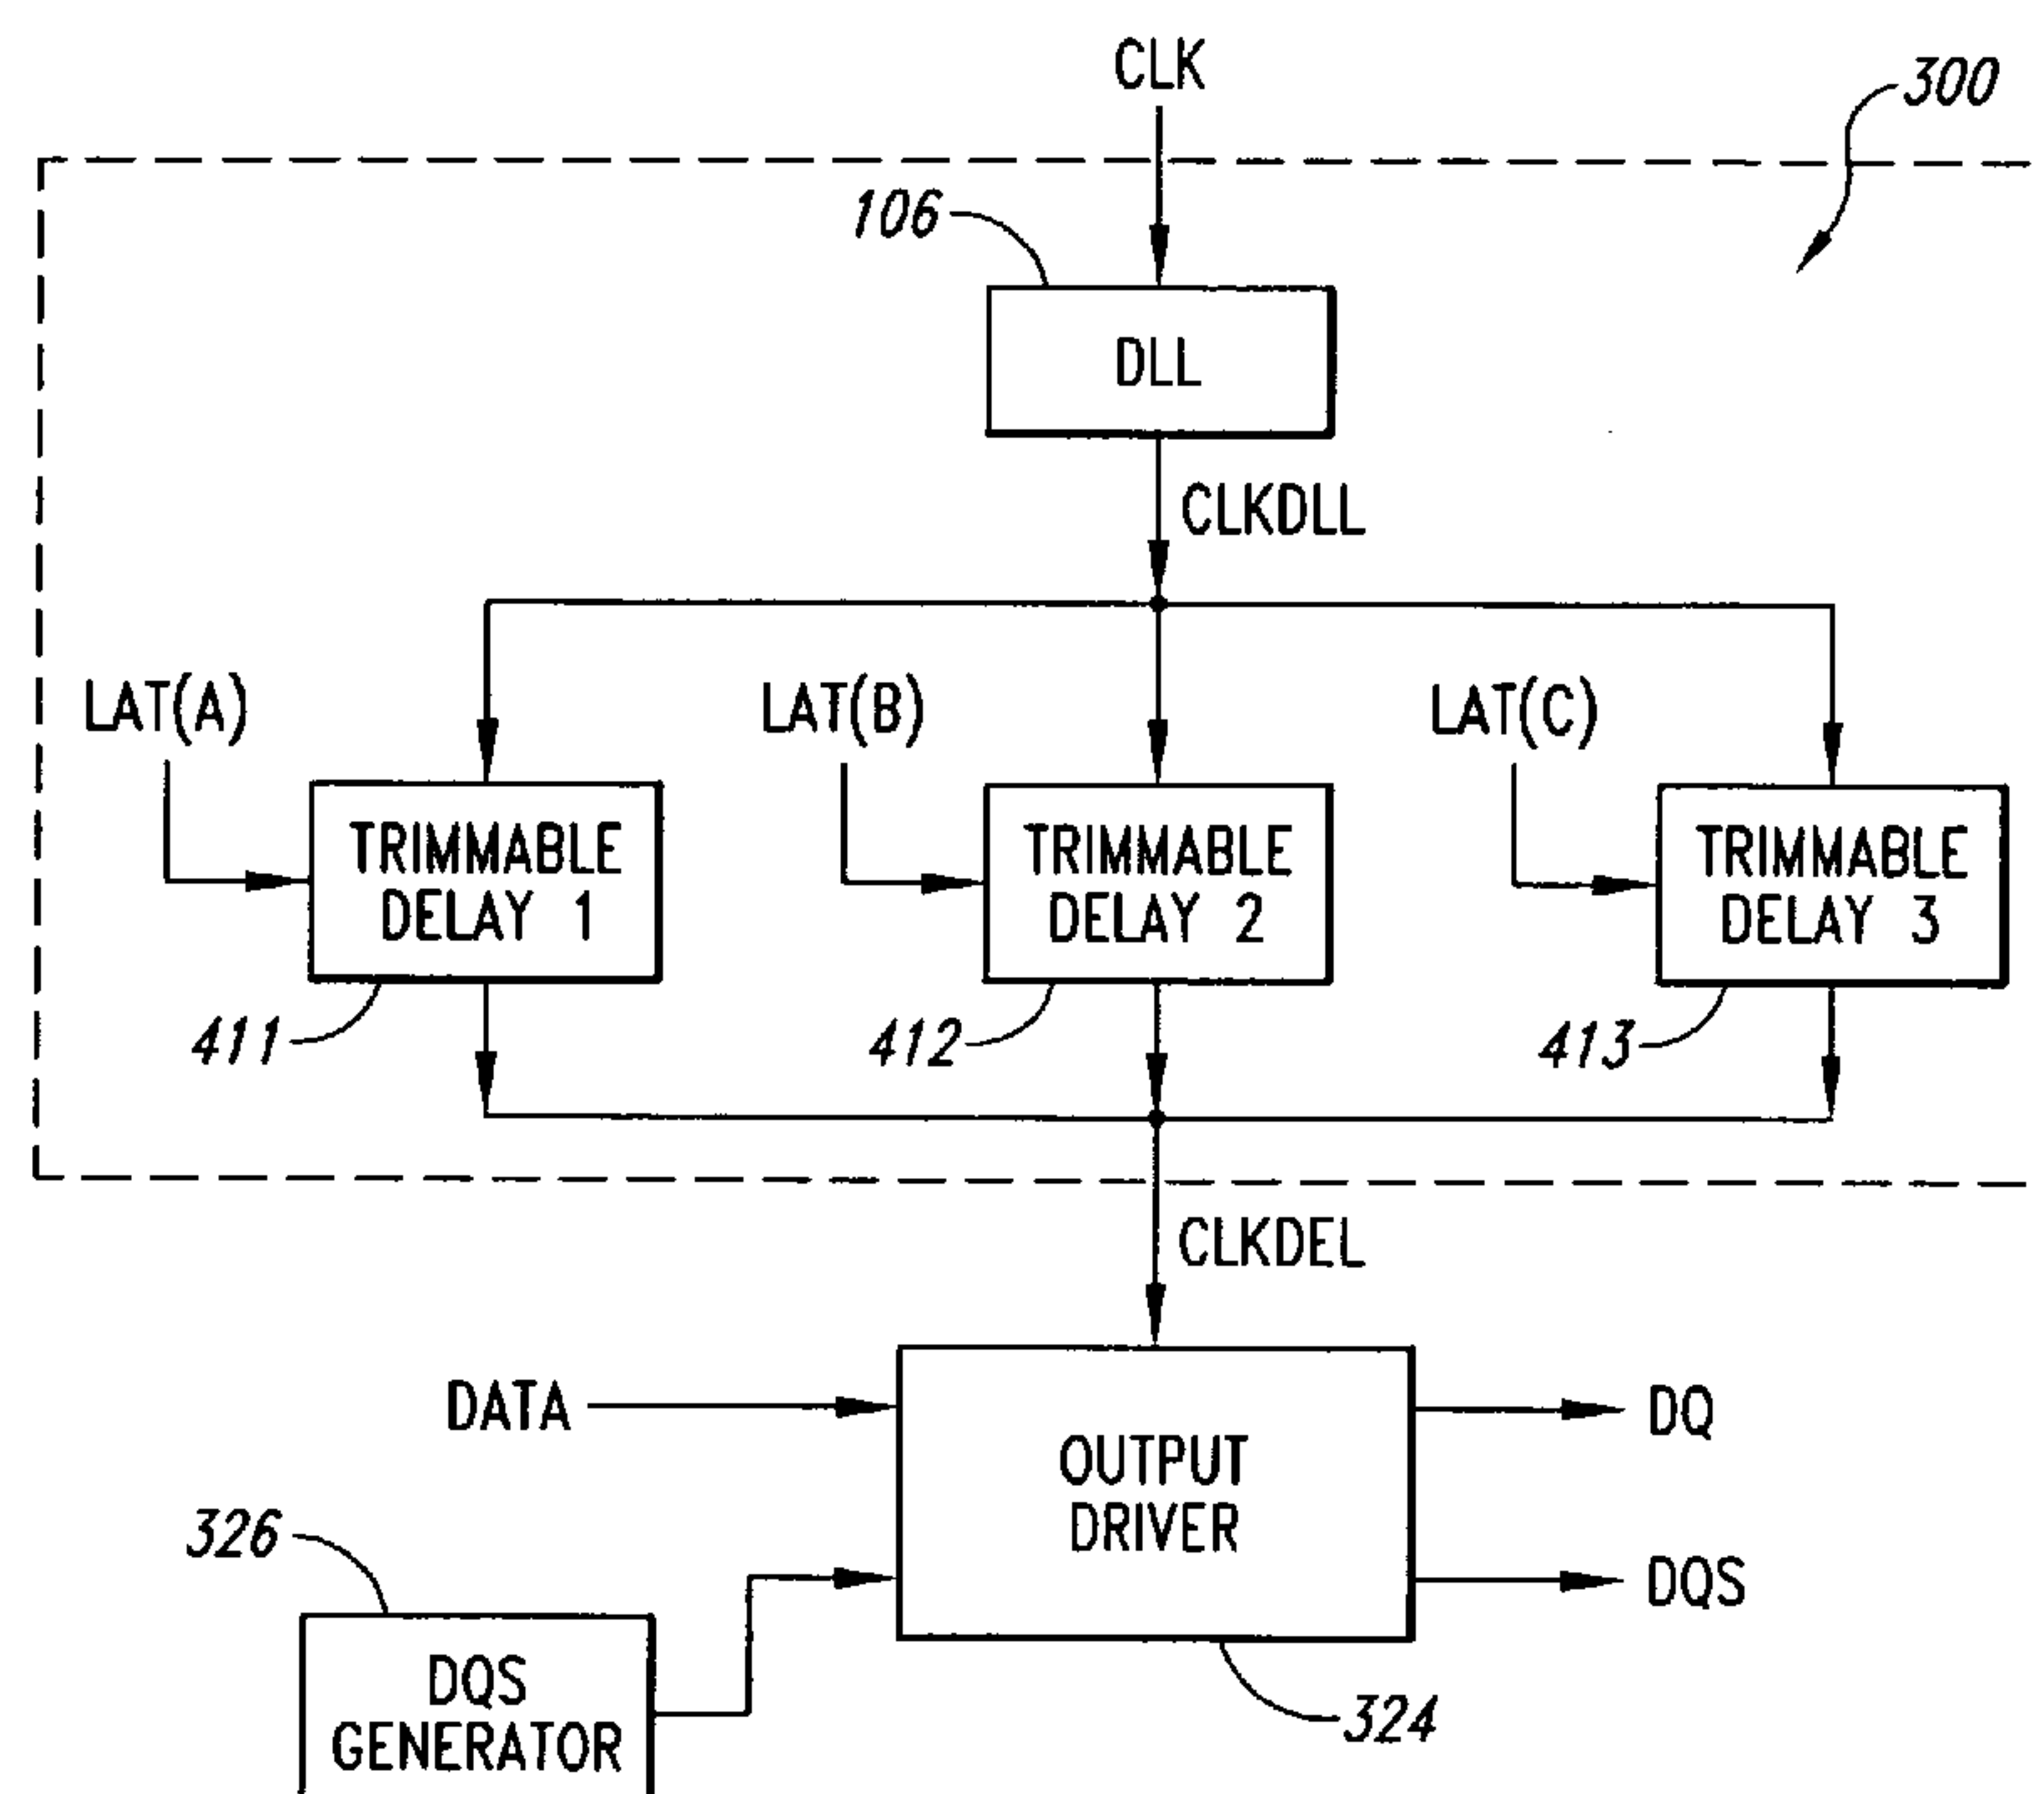 CLK
300
106
DLL
CLKDLL
LAT(A)
LAT(B)
LAT(C)
TRIMMABLE
DELAY 1
TRIMMABLE
DELAY 2
TRIMMABLE
DELAY 3
411
412
413
CLKDEL
DATA
OUTPUT
DRIVER
DQ
DQS
326
DQS
GENERATOR
324